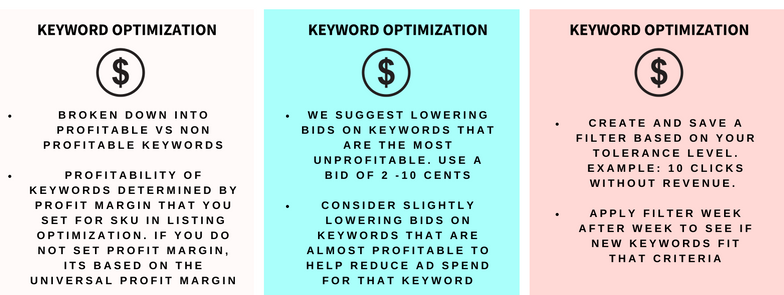 KEYWORD OPTIMIZATION
$
• BROKEN DOWN INTO
PROFITABLE VS NON
PROFITABLE KEYWORDS
• PROFITABILITY OF
KEYWORDS DETERMINED BY
PROFIT MARGIN THAT YOU
SET FOR SKU IN LISTING
OPTIMIZATION. IF YOU DO
NOT SET PROFIT MARGIN,
ITS BASED ON THE
UNIVERSAL PROFIT MARGIN
KEYWORD OPTIMIZATION
$
• WE SUGGEST LOWERING
BIDS ON KEYWORDS THAT
ARE THE MOST
UNPROFITABLE. USE A
BID OF 2 -10 CENTS
• CONSIDER SLIGHTLY
LOWERING BIDS ON
KEYWORDS THAT ARE
ALMOST PROFITABLE TO
HELP REDUCE AD SPEND
FOR THAT KEYWORD
KEYWORD OPTIMIZATION
$
• CREATE AND SAVE A
FILTER BASED ON YOUR
TOLERANCE LEVEL.
EXAMPLE: 10 CLICKS
WITHOUT REVENUE.
• APPLY FILTER WEEK
AFTER WEEK TO SEE IF
NEW KEYWORDS FIT
THAT CRITERIA